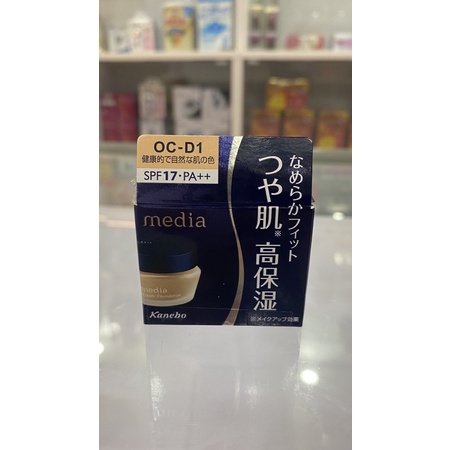 OC-D1
健康的で自然な肌の色
SPF17・PA++
media
media
Kanebo
なめらかフィット
つや肌※
高保湿
※メイクアップ効果